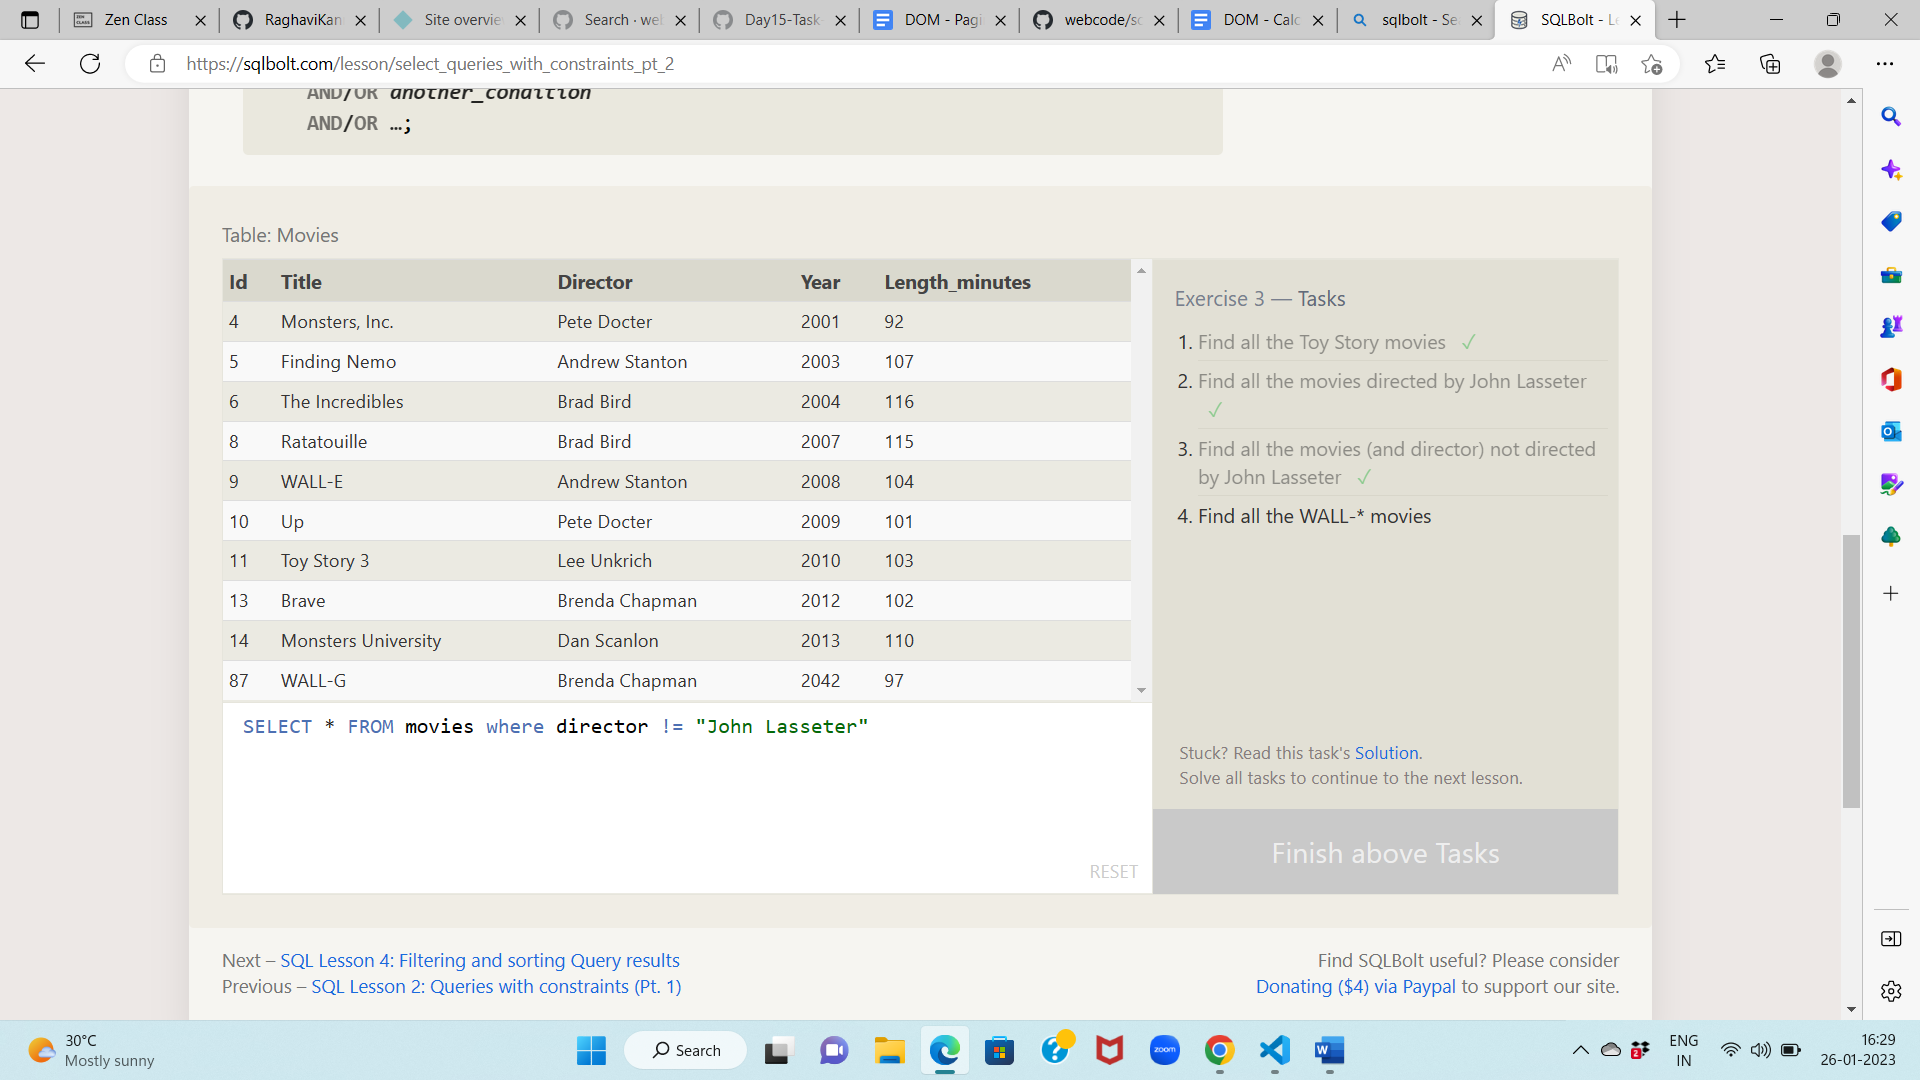 Zen Class
RaghaviKan
Site overvie
Search · we
Day15-Task
DOM - Pagi
webcode/sc
DOM - Calc
sqlbolt - Se
SQLBolt - Le
https://sqlbolt.com/lesson/select_queries_with_constraints_pt_2
AND/OR another_condition
AND/OR …;
Table: Movies
Id Title Director Year Length_minutes
4 Monsters, Inc. Pete Docter 2001 92
5 Finding Nemo Andrew Stanton 2003 107
6 The Incredibles Brad Bird 2004 116
8 Ratatouille Brad Bird 2007 115
9 WALL-E Andrew Stanton 2008 104
10 Up Pete Docter 2009 101
11 Toy Story 3 Lee Unkrich 2010 103
13 Brave Brenda Chapman 2012 102
14 Monsters University Dan Scanlon 2013 110
87 WALL-G Brenda Chapman 2042 97
SELECT * FROM movies where director != "John Lasseter"
RESET
Exercise 3 — Tasks
1. Find all the Toy Story movies ✓
2. Find all the movies directed by John Lasseter
✓
3. Find all the movies (and director) not directed
by John Lasseter ✓
4. Find all the WALL-* movies
Stuck? Read this task's Solution.
Solve all tasks to continue to the next lesson.
Finish above Tasks
Next – SQL Lesson 4: Filtering and sorting Query results
Previous – SQL Lesson 2: Queries with constraints (Pt. 1)
Find SQLBolt useful? Please consider
Donating ($4) via Paypal to support our site.
30°C
Mostly sunny
Search
zoom
2
ENG
IN
16:29
26-01-2023